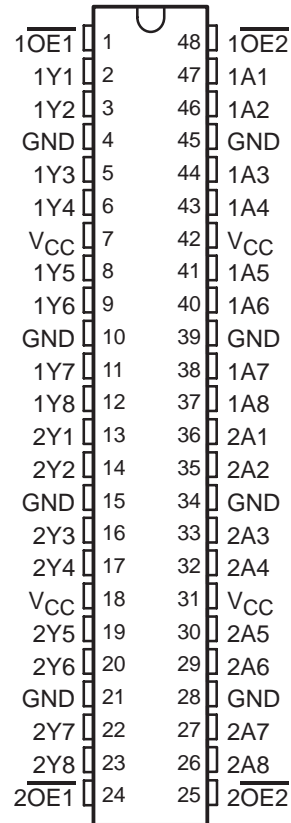 1OE1 1 48 1OE2
1Y1 2 47 1A1
1Y2 3 46 1A2
GND 4 45 GND
1Y3 5 44 1A3
1Y4 6 43 1A4
VCC 7 42 VCC
1Y5 8 41 1A5
1Y6 9 40 1A6
GND 10 39 GND
1Y7 11 38 1A7
1Y8 12 37 1A8
2Y1 13 36 2A1
2Y2 14 35 2A2
GND 15 34 GND
2Y3 16 33 2A3
2Y4 17 32 2A4
VCC 18 31 VCC
2Y5 19 30 2A5
2Y6 20 29 2A6
GND 21 28 GND
2Y7 22 27 2A7
2Y8 23 26 2A8
2OE1 24 25 2OE2